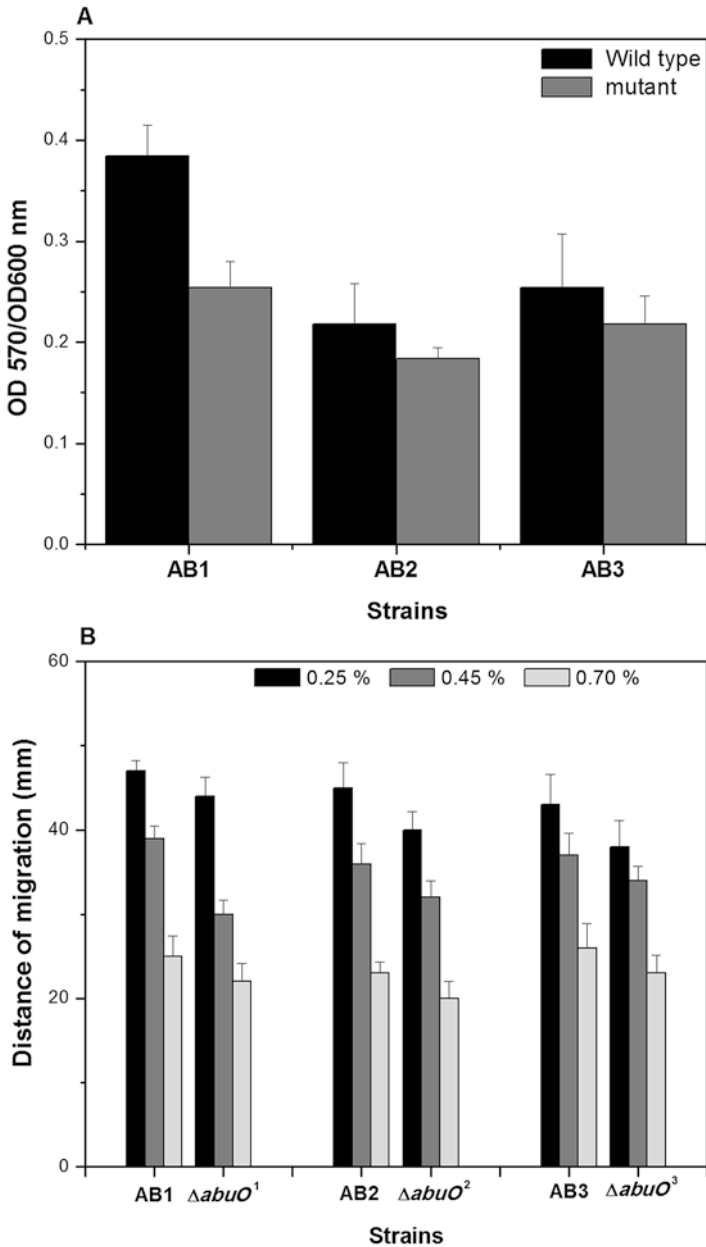 A
0.5
0.4
0.3
0.2
0.1
0.0
OD 570/OD600 nm
Wild type
mutant
AB1 AB2 AB3
Strains
B
60
40
20
0
Distance of migration (mm)
0.25 % 0.45 % 0.70 %
AB1 ΔabuO¹ AB2 ΔabuO² AB3 ΔabuO³
Strains